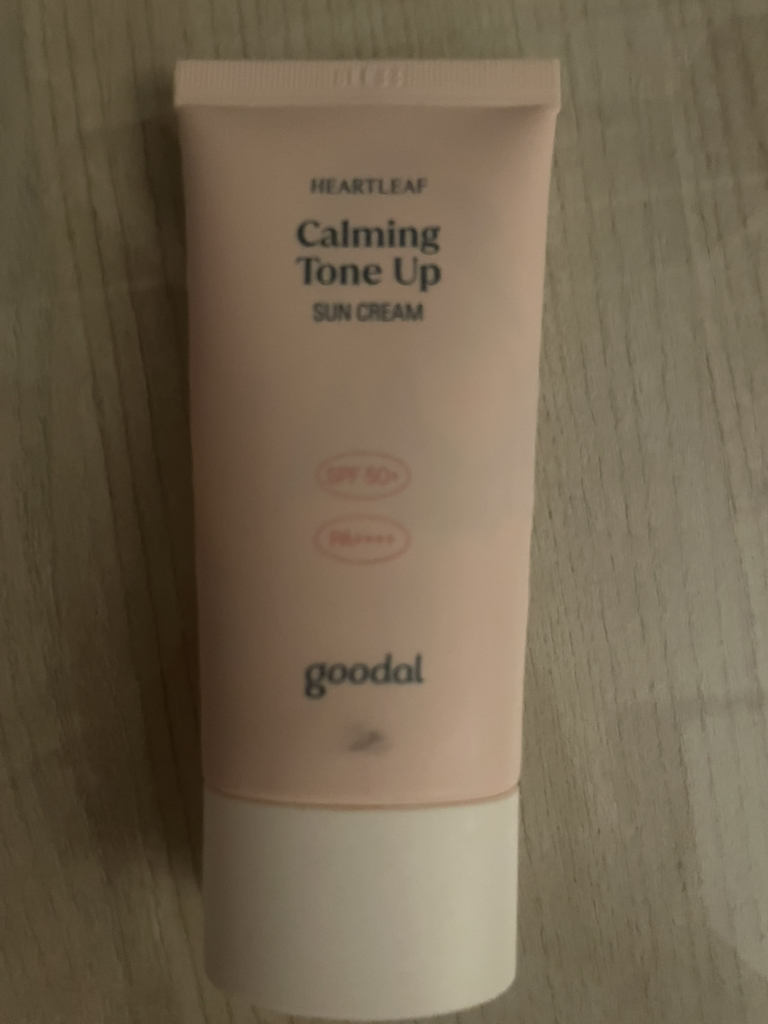 HEARTLEAF
Calming
Tone Up
SUN CREAM
SPF 50+
PA++++
goodal